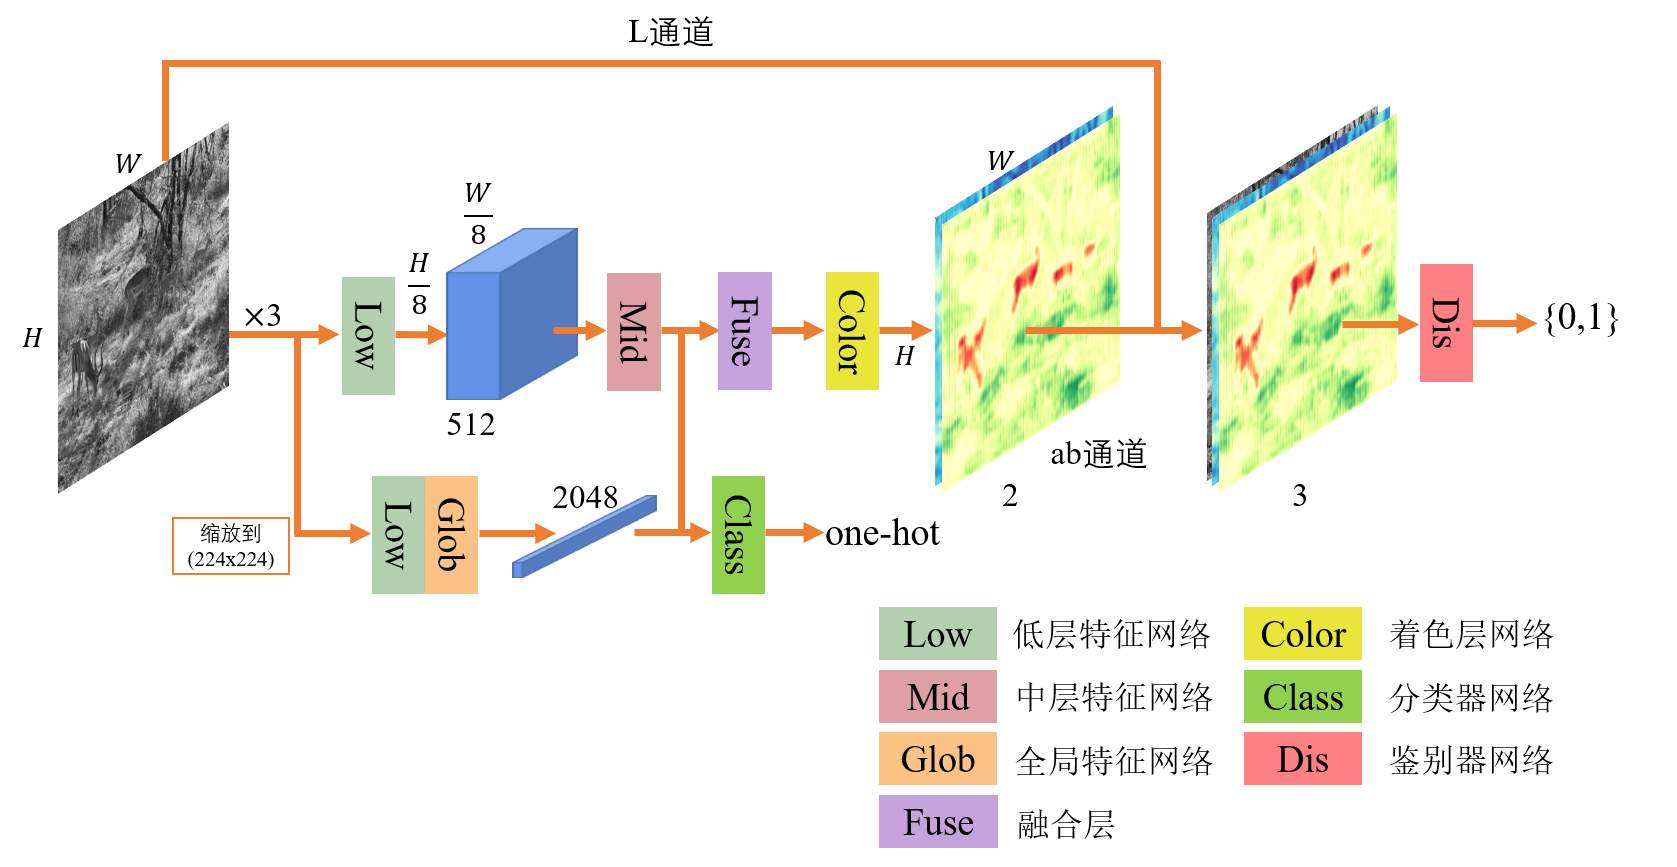 L通道
W
H
×3
W
8
H
8
Low
512
Mid
Fuse
Color
H
W
ab通道
2
3
Dis
{0,1}
缩放到
(224x224)
Low
Glob
2048
Class
one-hot
Low 低层特征网络
Color 着色层网络
Mid 中层特征网络
Class 分类器网络
Glob 全局特征网络
Dis 鉴别器网络
Fuse 融合层